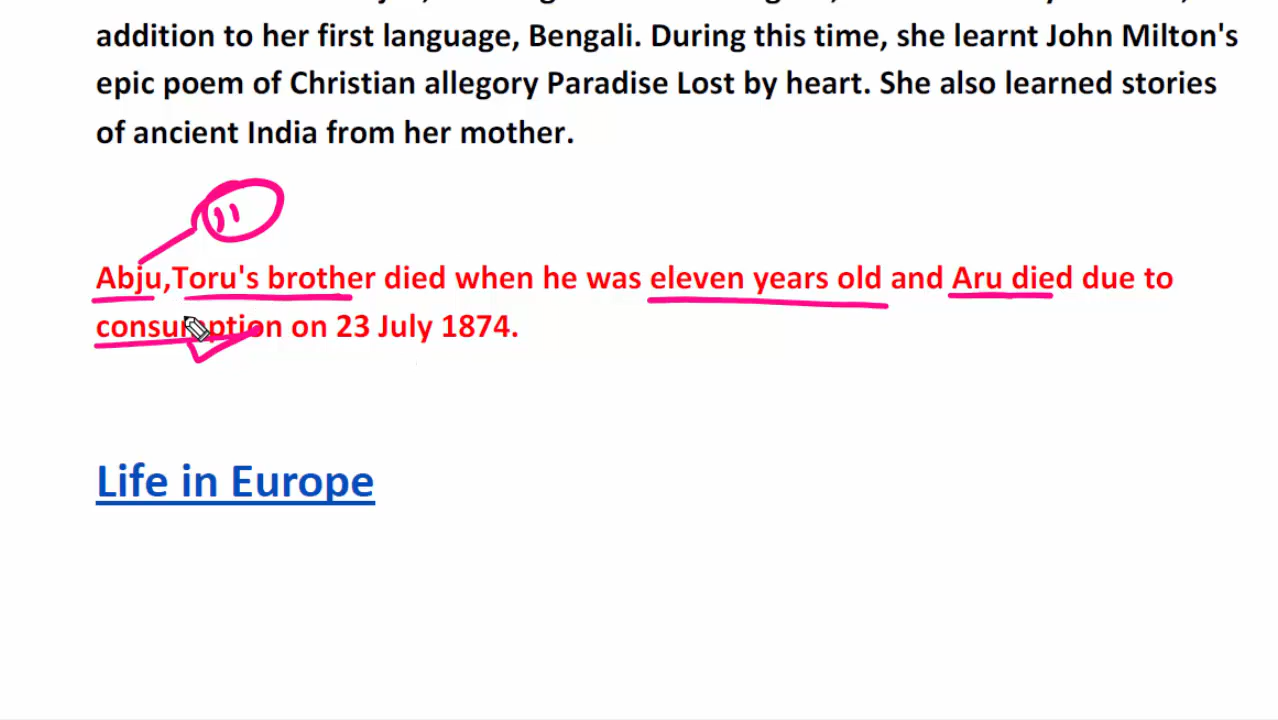 addition to her first language, Bengali. During this time, she learnt John Milton's
epic poem of Christian allegory Paradise Lost by heart. She also learned stories
of ancient India from her mother.
11
Abju,Toru's brother died when he was eleven years old and Aru died due to
consumption on 23 July 1874.
Life in Europe